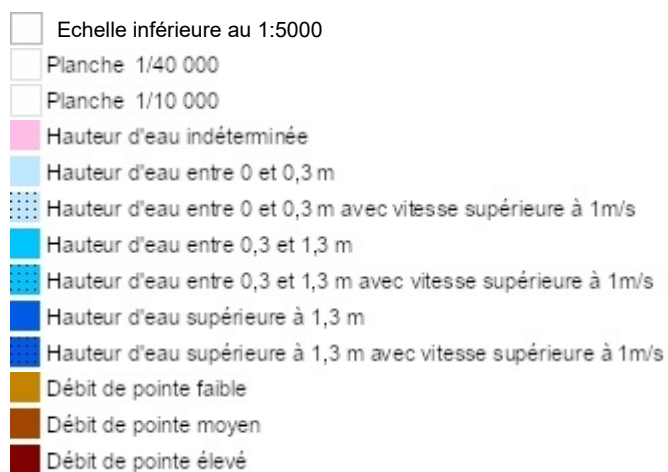 Echelle inférieure au 1:5000
Planche 1/40 000
Planche 1/10 000
Hauteur d'eau indéterminée
Hauteur d'eau entre 0 et 0,3 m
Hauteur d'eau entre 0 et 0,3 m avec vitesse supérieure à 1m/s
Hauteur d'eau entre 0,3 et 1,3 m
Hauteur d'eau entre 0,3 et 1,3 m avec vitesse supérieure à 1m/s
Hauteur d'eau supérieure à 1,3 m
Hauteur d'eau supérieure à 1,3 m avec vitesse supérieure à 1m/s
Débit de pointe faible
Débit de pointe moyen
Débit de pointe élevé